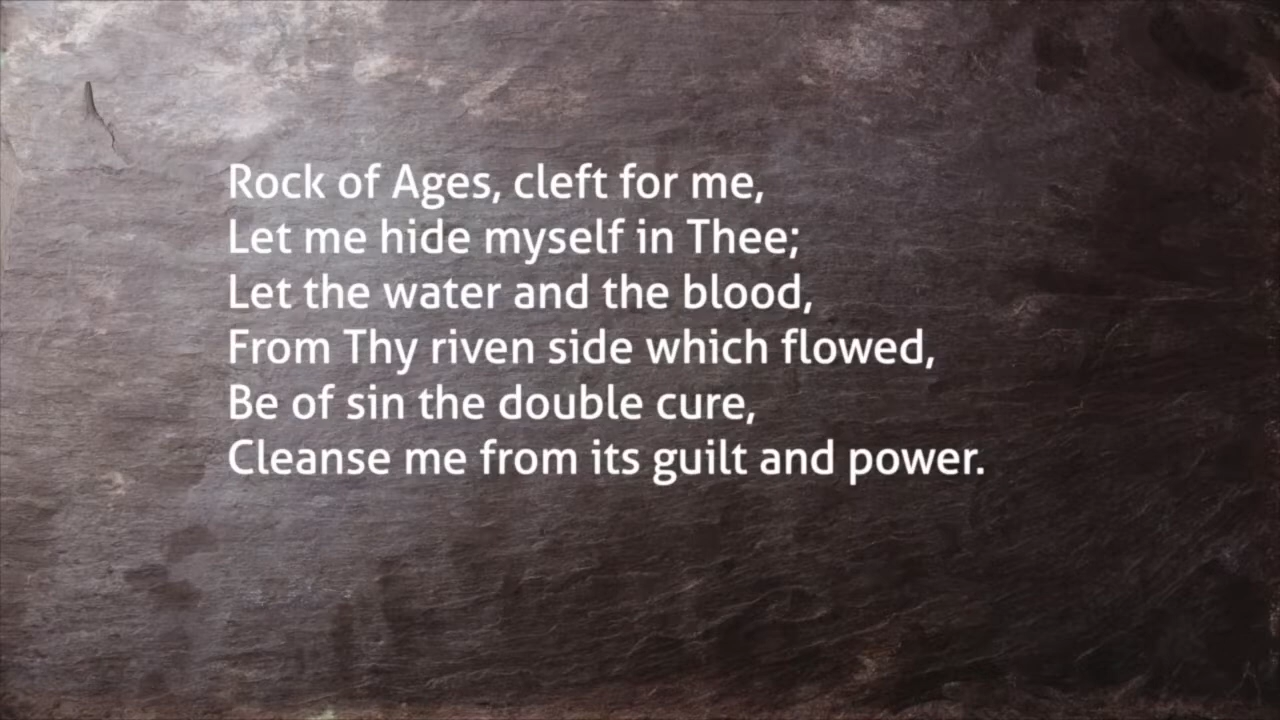 Rock of Ages, cleft for me,
Let me hide myself in Thee;
Let the water and the blood,
From Thy riven side which flowed,
Be of sin the double cure,
Cleanse me from its guilt and power.